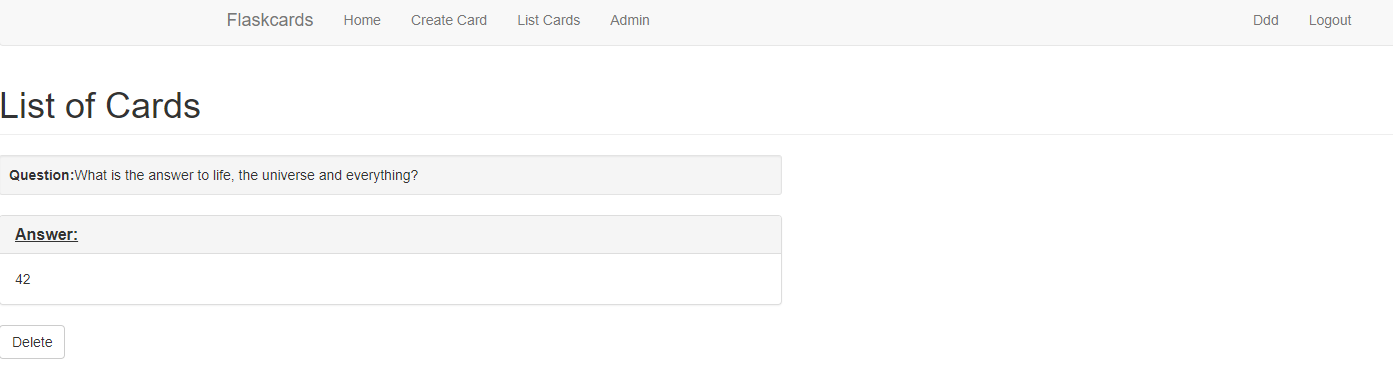 Flaskcards Home Create Card List Cards Admin Ddd Logout
List of Cards
Question:What is the answer to life, the universe and everything?
Answer:
42
Delete